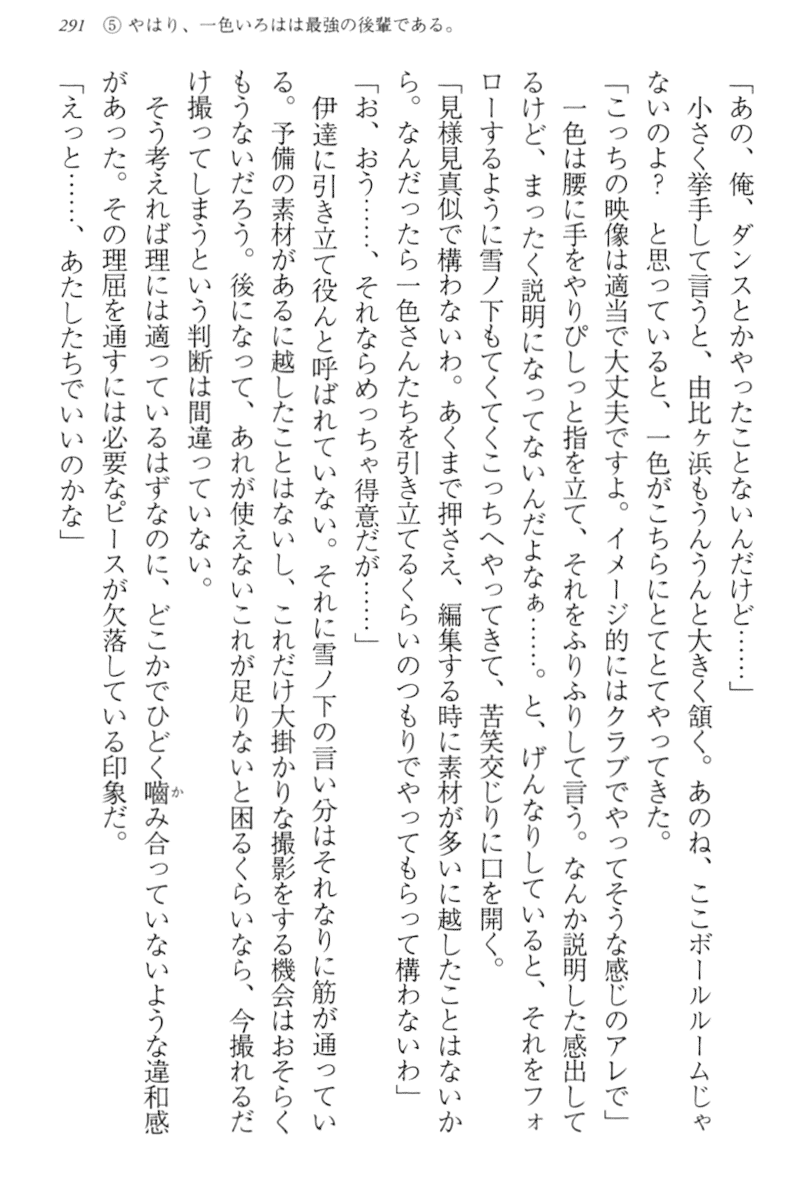 291 ⑤ やはり、一色いろはは最強の後輩である。
「あの、俺、ダンスとかやったことないんだけど……」
小さく挙手して言うと、由比ヶ浜もうんうんと大きく頷く。あのね、ここボールルームじゃ
ないのよ？　と思っていると、一色がこちらにとてとてやってきた。
「こっちの映像は適当で大丈夫ですよ。イメージ的にはクラブでやってそうな感じのアレで」
一色は腰に手をやりぴしっと指を立て、それをふりふりして言う。なんか説明した感出して
るけど、まったく説明になってないんだよなぁ……。と、げんなりしていると、それをフォ
ローするように雪ノ下もてくてくこっちへやってきて、苦笑交じりに口を開く。
「見様見真似で構わないわ。あくまで押さえ、編集する時に素材が多いに越したことはないか
ら。なんだったら一色さんたちを引き立てるくらいのつもりでやってもらって構わないわ」
「お、おう……、それならめっちゃ得意だが……」
伊達に引き立て役んと呼ばれていない。それに雪ノ下の言い分はそれなりに筋が通ってい
る。予備の素材があるに越したことはないし、これだけ大掛かりな撮影をする機会はおそらく
もうないだろう。後になって、あれが使えないこれが足りないと困るくらいなら、今撮れるだ
け撮ってしまうという判断は間違っていない。
そう考えれば理には適っているはずなのに、どこかでひどく嚙み合っていないような違和感
があった。その理屈を通すには必要なピースが欠落している印象だ。
「えっと……、あたしたちでいいのかな」
か